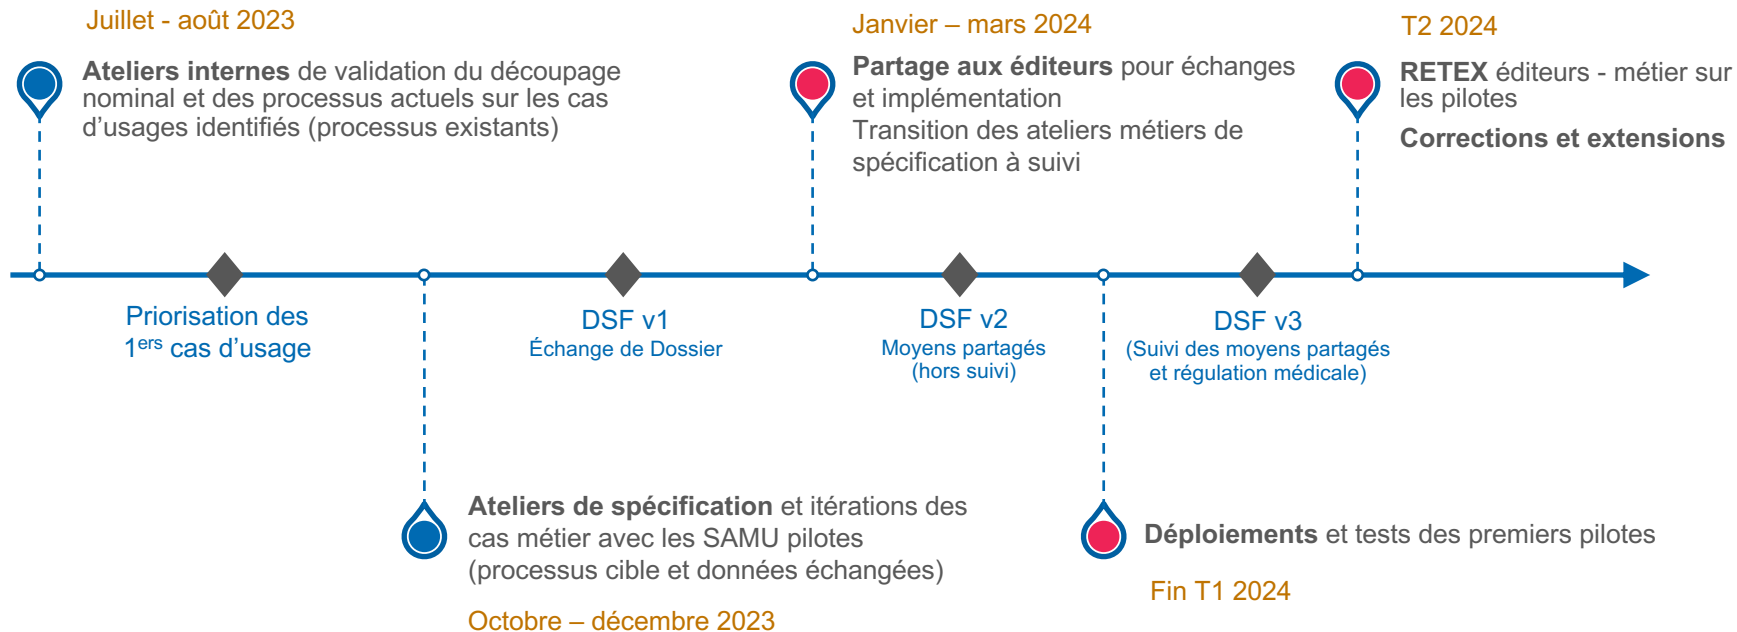 Juillet - août 2023
Ateliers internes de validation du découpage
nominal et des processus actuels sur les cas
d’usages identifiés (processus existants)
Janvier – mars 2024
Partage aux éditeurs pour échanges
et implémentation
Transition des ateliers métiers de
spécification à suivi
T2 2024
RETEX éditeurs - métier sur
les pilotes
Corrections et extensions
Priorisation des
1ers cas d’usage
DSF v1
Échange de Dossier
DSF v2
Moyens partagés
(hors suivi)
DSF v3
(Suivi des moyens partagés
et régulation médicale)
Ateliers de spécification et itérations des
cas métier avec les SAMU pilotes
(processus cible et données échangées)
Octobre – décembre 2023
Déploiements et tests des premiers pilotes
Fin T1 2024